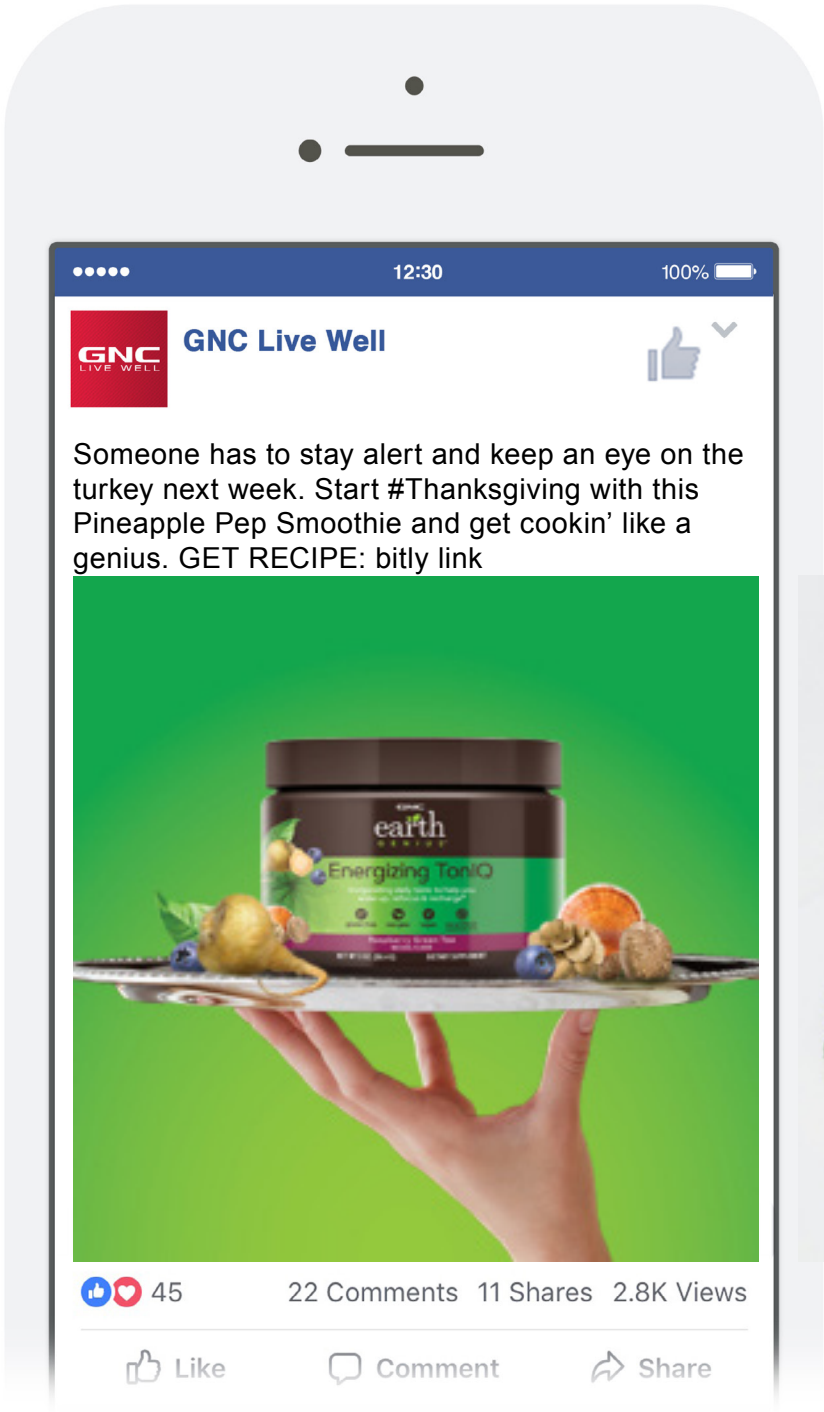 12:30
100%
GNC
LIVE WELL
GNC Live Well
Someone has to stay alert and keep an eye on the
turkey next week. Start #Thanksgiving with this
Pineapple Pep Smoothie and get cookin’ like a
genius. GET RECIPE: bitly link
GNC
earth
GENIUS
Energizing TonIQ
45
22 Comments 11 Shares 2.8K Views
Like
Comment
Share